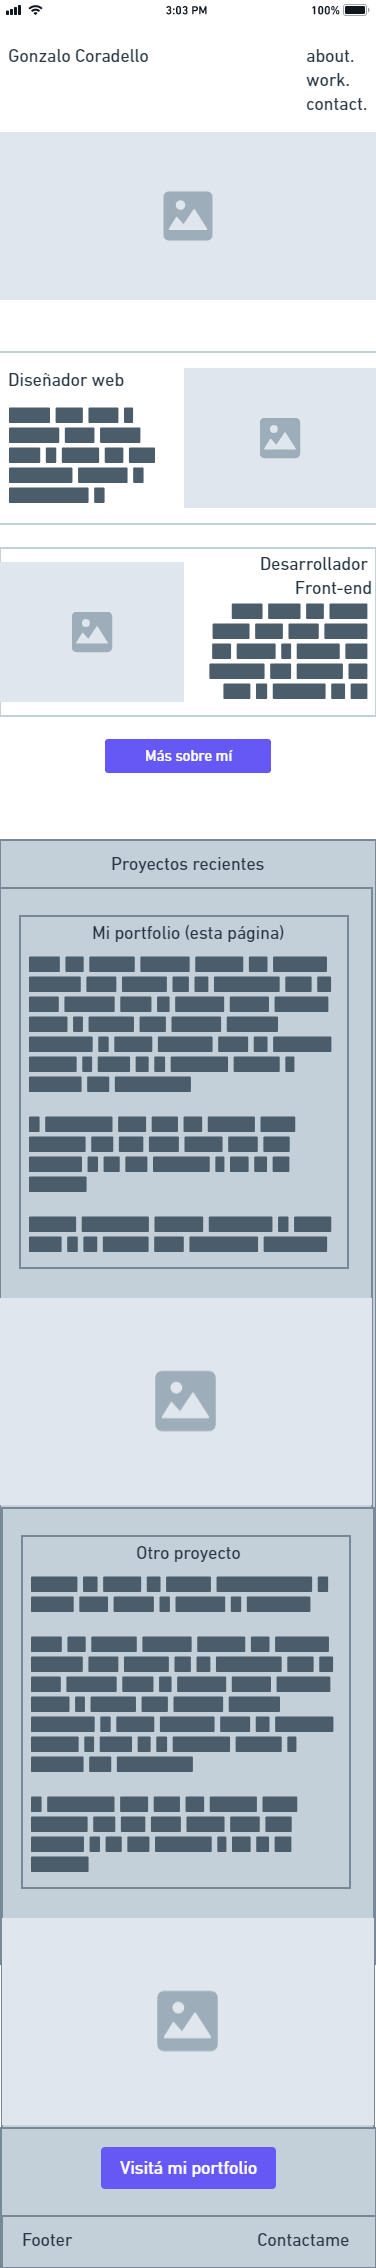 3:03 PM
100%
Gonzalo Coradello
about.
work.
contact.
Diseñador web
Desarrollador
Front-end
Más sobre mí
Proyectos recientes
Mi portfolio (esta página)
Otro proyecto
Visitá mi portfolio
Footer
Contactame